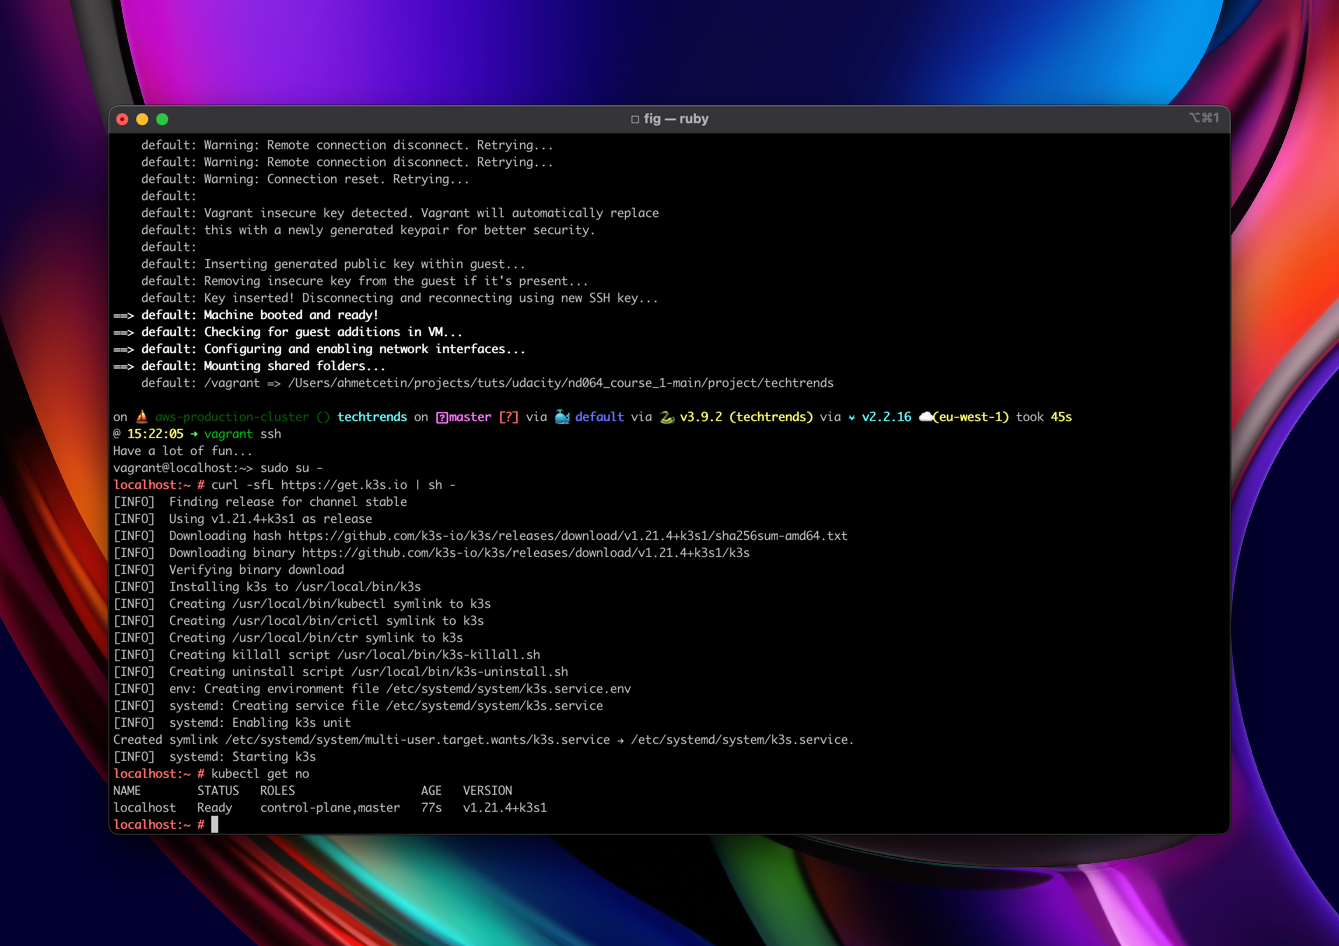 fig — ruby
⌥⌘1
default: Warning: Remote connection disconnect. Retrying...
default: Warning: Remote connection disconnect. Retrying...
default: Warning: Connection reset. Retrying...
default:
default: Vagrant insecure key detected. Vagrant will automatically replace
default: this with a newly generated keypair for better security.
default:
default: Inserting generated public key within guest...
default: Removing insecure key from the guest if it's present...
default: Key inserted! Disconnecting and reconnecting using new SSH key...
==> default: Machine booted and ready!
==> default: Checking for guest additions in VM...
==> default: Configuring and enabling network interfaces...
==> default: Mounting shared folders...
default: /vagrant => /Users/ahmetcetin/projects/tuts/udacity/nd064_course_1-main/project/techtrends
on ⛵ aws-production-cluster () techtrends on master [?] via 🐳 default via 🐍 v3.9.2 (techtrends) via v2.2.16 ☁️(eu-west-1) took 45s
@ 15:22:05 → vagrant ssh
Have a lot of fun...
vagrant@localhost:~> sudo su -
localhost:~ # curl -sfL https://get.k3s.io | sh -
[INFO]  Finding release for channel stable
[INFO]  Using v1.21.4+k3s1 as release
[INFO]  Downloading hash https://github.com/k3s-io/k3s/releases/download/v1.21.4+k3s1/sha256sum-amd64.txt
[INFO]  Downloading binary https://github.com/k3s-io/k3s/releases/download/v1.21.4+k3s1/k3s
[INFO]  Verifying binary download
[INFO]  Installing k3s to /usr/local/bin/k3s
[INFO]  Creating /usr/local/bin/kubectl symlink to k3s
[INFO]  Creating /usr/local/bin/crictl symlink to k3s
[INFO]  Creating /usr/local/bin/ctr symlink to k3s
[INFO]  Creating killall script /usr/local/bin/k3s-killall.sh
[INFO]  Creating uninstall script /usr/local/bin/k3s-uninstall.sh
[INFO]  env: Creating environment file /etc/systemd/system/k3s.service.env
[INFO]  systemd: Creating service file /etc/systemd/system/k3s.service
[INFO]  systemd: Enabling k3s unit
Created symlink /etc/systemd/system/multi-user.target.wants/k3s.service → /etc/systemd/system/k3s.service.
[INFO]  systemd: Starting k3s
localhost:~ # kubectl get no
NAME        STATUS   ROLES                  AGE   VERSION
localhost   Ready    control-plane,master   77s   v1.21.4+k3s1
localhost:~ #